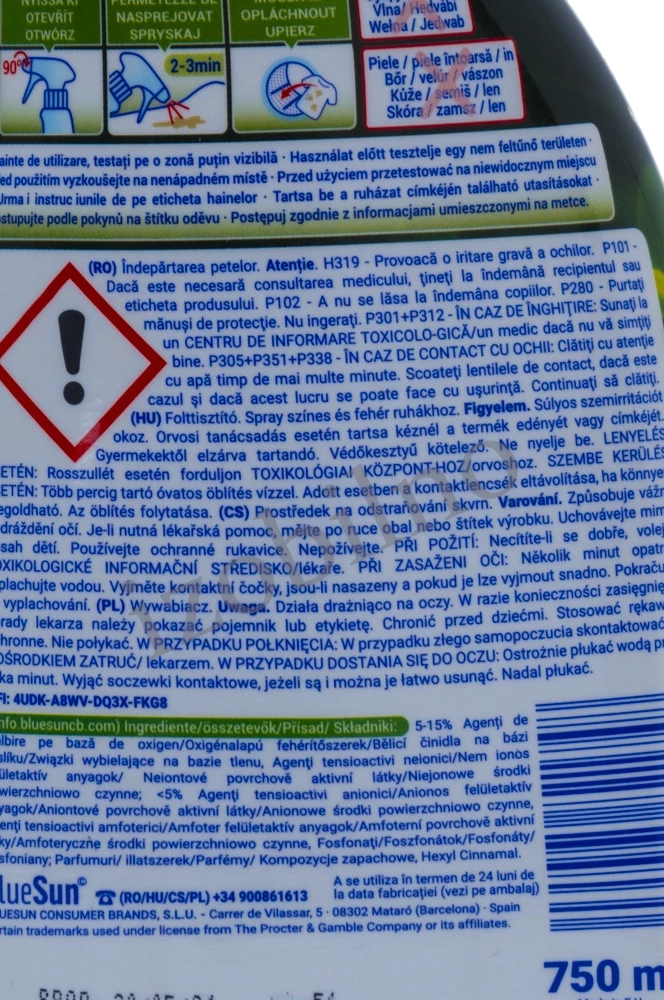 NYISSA KI
OTEVŘÍT
OTWÓRZ
NASPREJOVAT
SPRYSKAJ
OPLÁCHNOUT
UPIERZ
Vlna/ Hedvábí
Wełna / Jedwab
90°
2-3min
Piele / piele întoarsă / in
Bőr / velúr / vászon
Kůže / semiš / len
Skóra / zamsz / len
ainte de utilizare, testați pe o zonă puțin vizibilă · Használat előtt tesztelje egy nem feltűnő területen ·
ed použitím vyzkoušejte na nenápadném místě · Przed użyciem przetestować na niewidocznym miejscu
Urma i instruc iunile de pe eticheta hainelor · Tartsa be a ruházat címkéjén található utasításokat ·
stupujte podle pokynů na štítku oděvu · Postępuj zgodnie z informacjami umieszczonymi na metce.
(RO) Îndepărtarea petelor. Atenție. H319 - Provoacă o iritare gravă a ochilor. P101 -
Dacă este necesară consultarea medicului, țineți la îndemână recipientul sau
eticheta produsului. P102 - A nu se lăsa la îndemâna copiilor. P280 - Purtați
mănuși de protecție. Nu ingerați. P301+P312 - ÎN CAZ DE ÎNGHIȚIRE: Sunați la
un CENTRU DE INFORMARE TOXICOLO-GICĂ/un medic dacă nu vă simțiți
bine. P305+P351+P338 - ÎN CAZ DE CONTACT CU OCHII: Clătiți cu atenție
cu apă timp de mai multe minute. Scoateți lentilele de contact, dacă este
cazul și dacă acest lucru se poate face cu ușurință. Continuați să clătiți.
(HU) Folttisztító. Spray színes és fehér ruhákhoz. Figyelem. Súlyos szemirritációt
okoz. Orvosi tanácsadás esetén tartsa kéznél a termék edényét vagy címkéjét.
Gyermekektől elzárva tartandó. Védőkesztyű kötelező. Ne nyelje be. LENYELÉS
ETÉN: Rosszullét esetén forduljon TOXIKOLÓGIAI KÖZPONTHOZ/orvoshoz. SZEMBE KERÜLÉS
ETÉN: Több percig tartó óvatos öblítés vízzel. Adott esetben a kontaktlencsék eltávolítása, ha könnye
egoldható. Az öblítés folytatása. (CS) Prostředek na odstraňování skvrn. Varování. Způsobuje váž
dráždění očí. Je-li nutná lékařská pomoc, mějte po ruce obal nebo štítek výrobku. Uchovávejte mim
sah dětí. Používejte ochranné rukavice. Nepožívejte. PŘI POŽITÍ: Necítíte-li se dobře, volej
OXIKOLOGICKÉ INFORMAČNÍ STŘEDISKO/lékaře. PŘI ZASAŽENÍ OČÍ: Několik minut opatr
plachujte vodou. Vyjměte kontaktní čočky, jsou-li nasazeny a pokud je lze vyjmout snadno. Pokraču
vyplachování. (PL) Wywabiacz. Uwaga. Działa drażniąco na oczy. W razie konieczności zasięgnię
orady lekarza należy pokazać pojemnik lub etykietę. Chronić przed dziećmi. Stosować rękaw
chronne. Nie połykać. W PRZYPADKU POŁKNIĘCIA: W przypadku złego samopoczucia skontaktować
OŚRODKIEM ZATRUĆ/ lekarzem. W PRZYPADKU DOSTANIA SIĘ DO OCZU: Ostrożnie płukać wodą pr
ka minut. Wyjąć soczewki kontaktowe, jeżeli są i można je łatwo usunąć. Nadal płukać.
FI: 4UDK-A8WV-DQ3X-FKG8
nfo.bluesuncb.com) Ingrediente/összetevők/Přísad/ Składniki: 5-15% Agenți de
lbire pe bază de oxigen/Oxigénalapú fehérítőszerek/Bělicí činidla na bázi
slíku/Związki wybielające na bazie tlenu, Agenți tensioactivi neionici/Nem ionos
ületaktív anyagok/ Neiontové povrchově aktivní látky/Niejonowe środki
wierzchniowo czynne; <5% Agenți tensioactivi anionici/Anionos felületaktív
yagok/Aniontové povrchově aktivní látky/Anionowe środki powierzchniowo czynne,
enți tensioactivi amfoterici/Amfoter felületaktív anyagok/Amfoterní povrchově aktivní
ky/Amfoteryczne środki powierzchniowo czynne, Fosfonați/Foszfonátok/Fosfonáty/
sfoniany; Parfumuri/ illatszerek/Parfémy/ Kompozycje zapachowe, Hexyl Cinnamal.
lueSun©
☎ (RO/HU/CS/PL) +34 900861613
A se utiliza în termen de 24 luni de
la data fabricației (vezi pe ambalaj)
LUESUN CONSUMER BRANDS, S.L.U. - Carrer de Vilassar, 5 · 08302 Mataró (Barcelona) · Spain
rtain trademarks used under license from The Procter & Gamble Company or its affiliates.
750 m
izobilno